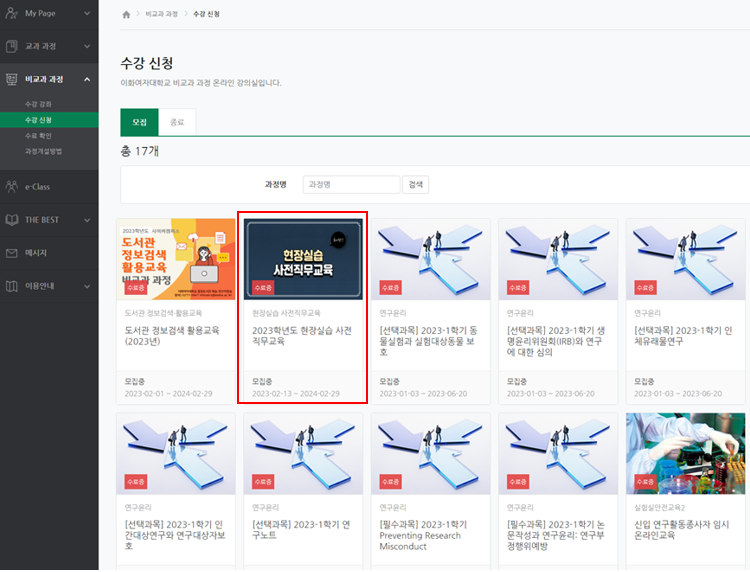 My Page
교과 과정
비교과 과정
수강 강좌
수강 신청
수료 확인
과정개설방법
e-Class
THE BEST
메시지
이용안내
비교과 과정
수강 신청
수강 신청
이화여자대학교 비교과 과정 온라인 강의실입니다.
모집
종료
총 17개
과정명
과정명
검색
2023학년도 사이버캠퍼스
도서관
정보검색
활용교육
비교과 과정
수료증
도서관 정보검색·활용교육
도서관 정보검색 활용교육
(2023년)
모집중
2023-02-01 ~ 2024-02-29
현장실습
사전직무교육
수료증
현장실습 사전직무교육
2023학년도 현장실습 사전
직무교육
모집중
2023-02-13 ~ 2024-02-29
수료증
연구윤리
[선택과목] 2023-1학기 동
물실험과 실험대상동물 보
호
모집중
2023-01-03 ~ 2023-06-20
수료증
연구윤리
[선택과목] 2023-1학기 생
명윤리위원회(IRB)와 연구
에 대한 심의
모집중
2023-01-03 ~ 2023-06-20
수료증
연구윤리
[선택과목] 2023-1학기 인
체유래물연구
모집중
2023-01-03 ~ 2023-06-20
수료증
연구윤리
[선택과목] 2023-1학기 인
간대상연구와 연구대상자보
호
수료증
연구윤리
[선택과목] 2023-1학기 연
구노트
수료증
연구윤리
[필수과목] 2023-1학기
Preventing Research
Misconduct
수료증
연구윤리
[필수과목] 2023-1학기 논
문작성과 연구윤리: 연구부
정행위예방
수료증
실험실안전교육2
신입 연구활동종사자 임시
온라인교육